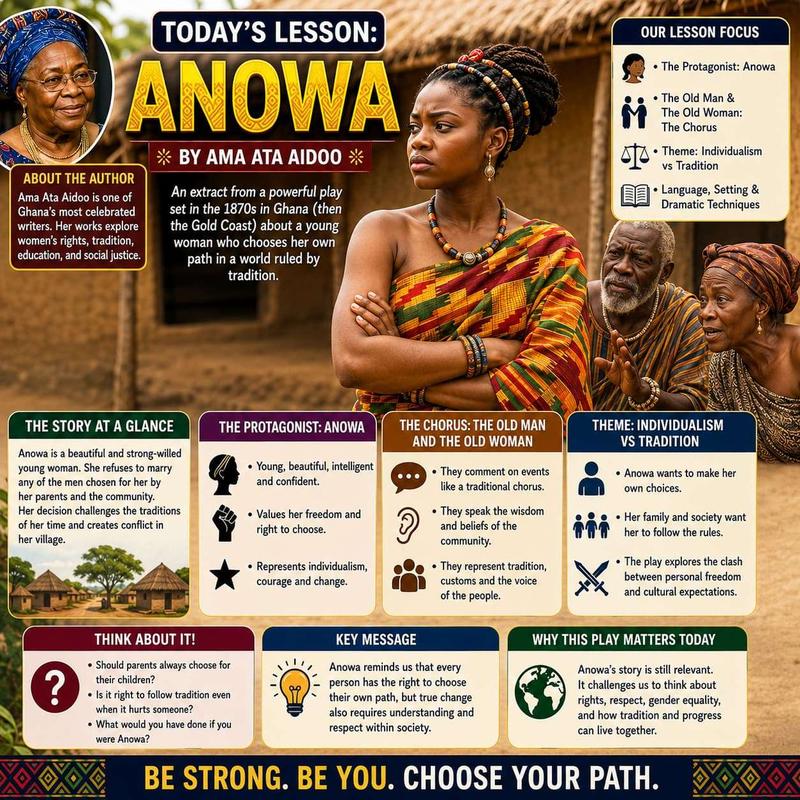 TODAY'S LESSON:
ANOWA
BY AMA ATA AIDOO
ABOUT THE AUTHOR
Ama Ata Aidoo is one of
Ghana's most celebrated
writers. Her works explore
women's rights, tradition,
education, and social justice.
An extract from a powerful play
set in the 1870s in Ghana (then
the Gold Coast) about a young
woman who chooses her own
path in a world ruled by
tradition.
OUR LESSON FOCUS
• The Protagonist: Anowa
• The Old Man &
The Old Woman:
The Chorus
• Theme: Individualism
vs Tradition
• Language, Setting &
Dramatic Techniques
THE STORY AT A GLANCE
Anowa is a beautiful and strong-willed
young woman. She refuses to marry
any of the men chosen for her by
her parents and the community.
Her decision challenges the traditions
of her time and creates conflict in
her village.
THE PROTAGONIST: ANOWA
• Young, beautiful, intelligent
and confident.
• Values her freedom and
right to choose.
• Represents individualism,
courage and change.
THE CHORUS: THE OLD MAN
AND THE OLD WOMAN
• They comment on events
like a traditional chorus.
• They speak the wisdom
and beliefs of the
community.
• They represent tradition,
customs and the voice
of the people.
THEME: INDIVIDUALISM
VS TRADITION
• Anowa wants to make her
own choices.
• Her family and society want
her to follow the rules.
• The play explores the clash
between personal freedom
and cultural expectations.
THINK ABOUT IT!
• Should parents always choose for
their children?
• Is it right to follow tradition even
when it hurts someone?
• What would you have done if you
were Anowa?
KEY MESSAGE
Anowa reminds us that every
person has the right to choose
their own path, but true change
also requires understanding and
respect within society.
WHY THIS PLAY MATTERS TODAY
Anowa's story is still relevant.
It challenges us to think about
rights, respect, gender equality,
and how tradition and progress
can live together.
BE STRONG. BE YOU. CHOOSE YOUR PATH.